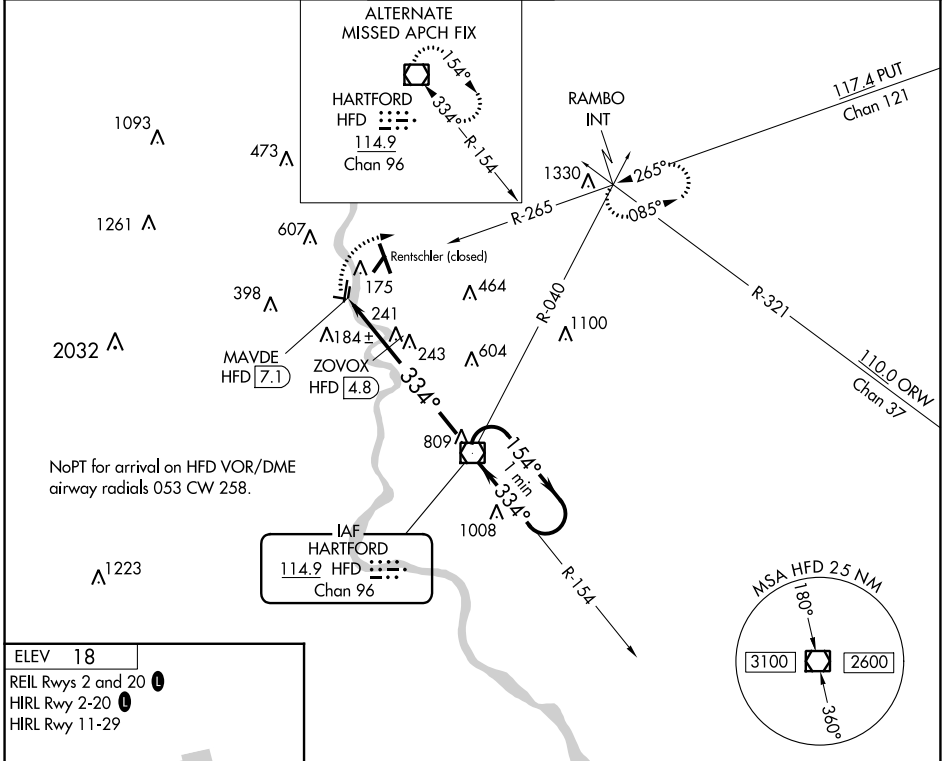 ALTERNATE
MISSED APCH FIX
154°
334°
R-154
HARTFORD
HFD
114.9
Chan 96
RAMBO
INT
117.4 PUT
Chan 121
1093
473
1330
265°
085°
R-265
1261
607
Rentschler (closed)
175
398
464
R-040
R-321
241
184 ±
243
1100
2032
604
MAVDE
HFD 7.1
ZOVOX
HFD 4.8
110.0 ORW
Chan 37
334°
809
154°
1 min
334°
NoPT for arrival on HFD VOR/DME
airway radials 053 CW 258.
1008
IAF
HARTFORD
114.9 HFD
Chan 96
1223
R-154
MSA HFD 25 NM
180°
3100
2600
360°
ELEV 18
REIL Rwys 2 and 20 L
HIRL Rwy 2-20 L
HIRL Rwy 11-29